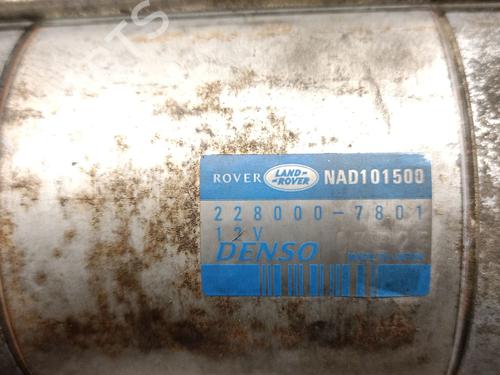 ROVER LAND-ROVER NAD101500
228000-7801
12V
DENSO